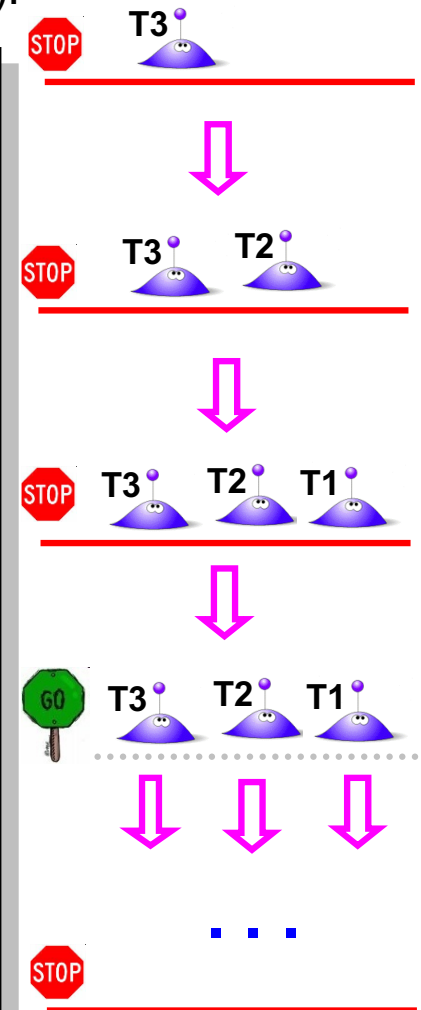 ).
STOP T3
STOP T3 T2
STOP T3 T2 T1
GO T3 T2 T1
. . .
STOP